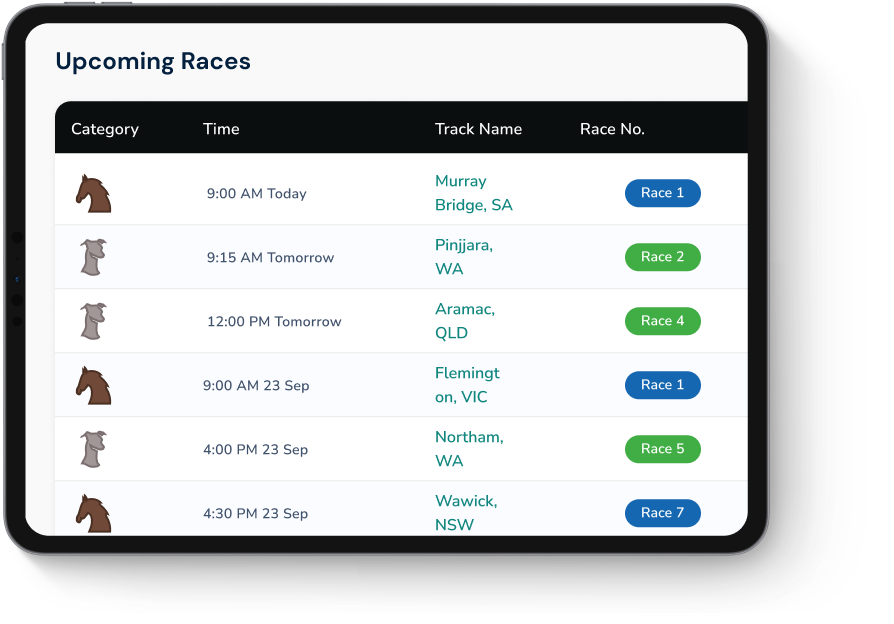 Upcoming Races
Category Time Track Name Race No.
9:00 AM Today Murray Bridge, SA Race 1
9:15 AM Tomorrow Pinjjara, WA Race 2
12:00 PM Tomorrow Aramac, QLD Race 4
9:00 AM 23 Sep Flemingt on, VIC Race 1
4:00 PM 23 Sep Northam, WA Race 5
4:30 PM 23 Sep Wawick, NSW Race 7